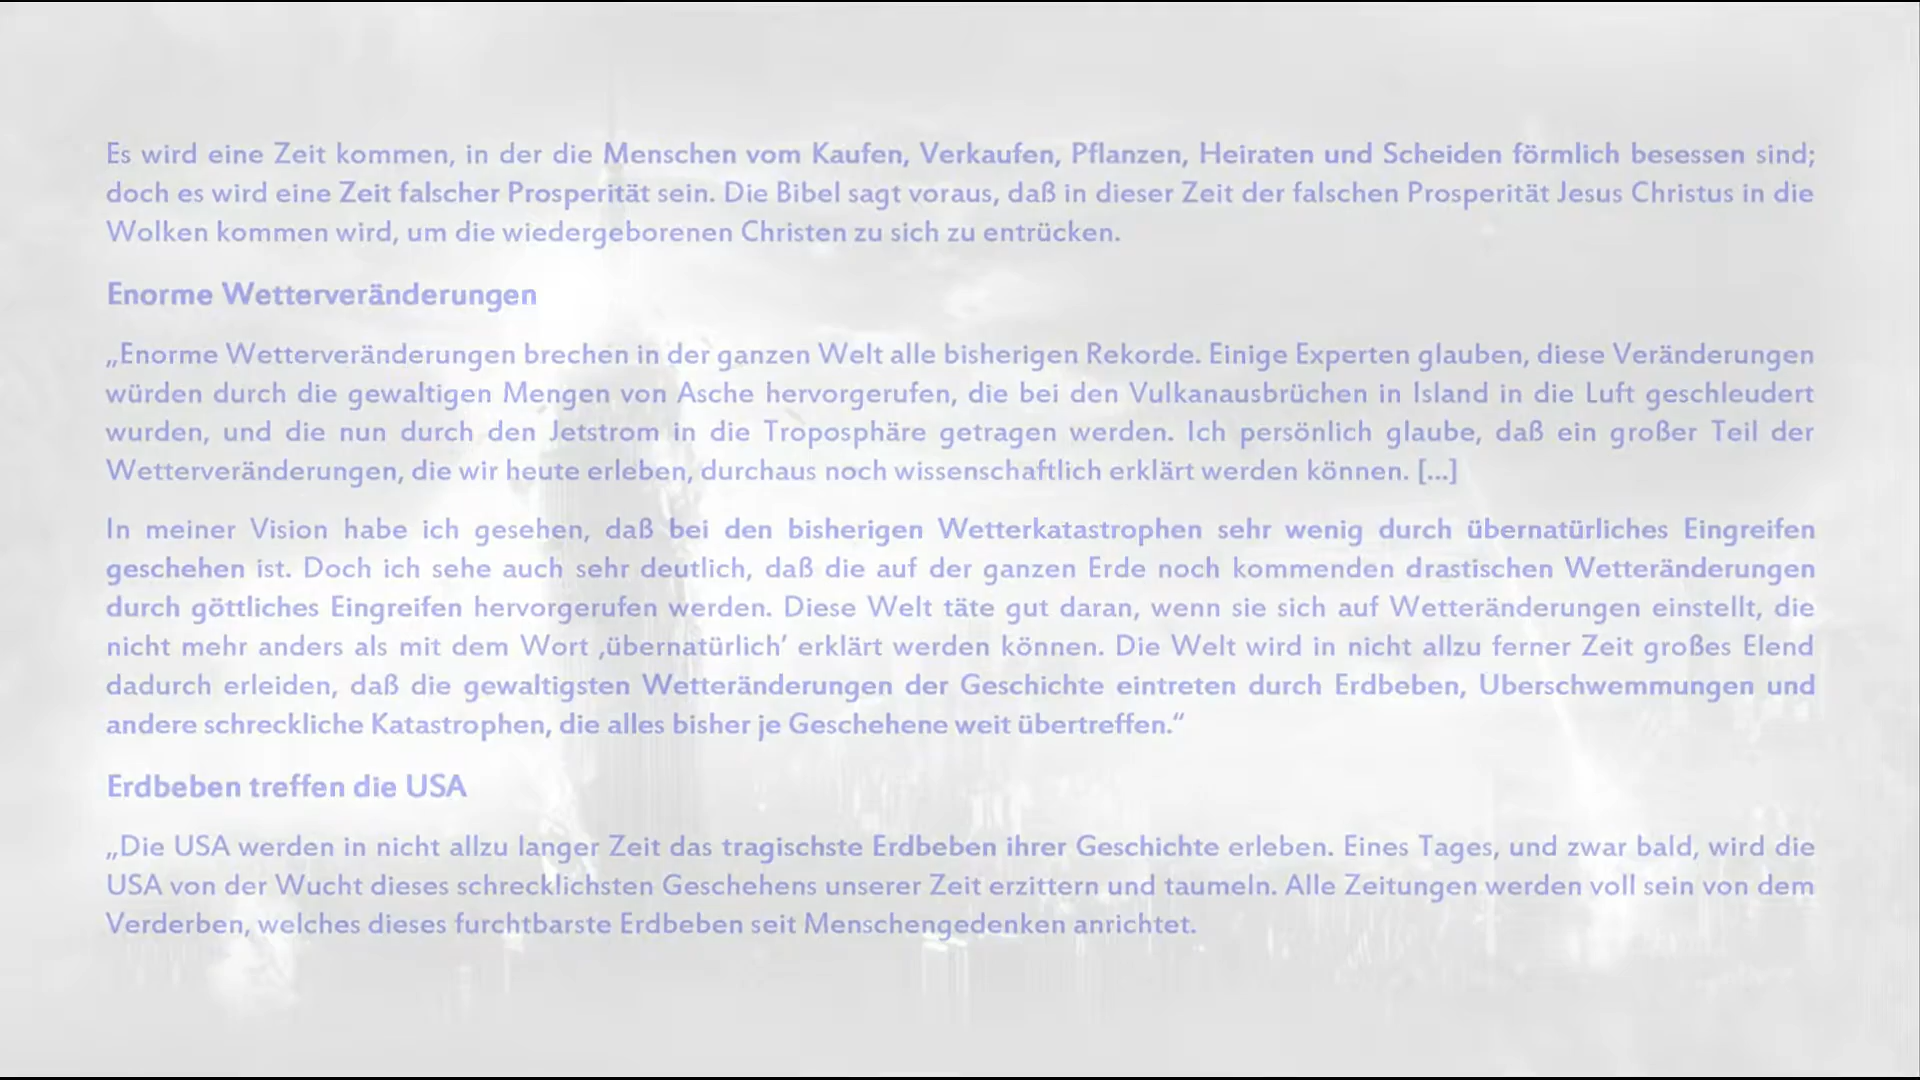 Es wird eine Zeit kommen, in der die Menschen vom Kaufen, Verkaufen, Pflanzen, Heiraten und Scheiden förmlich besessen sind;
doch es wird eine Zeit falscher Prosperität sein. Die Bibel sagt voraus, daß in dieser Zeit der falschen Prosperität Jesus Christus in die
Wolken kommen wird, um die wiedergeborenen Christen zu sich zu entrücken.
Enorme Wetterveränderungen
„Enorme Wetterveränderungen brechen in der ganzen Welt alle bisherigen Rekorde. Einige Experten glauben, diese Veränderungen
würden durch die gewaltigen Mengen von Asche hervorgerufen, die bei den Vulkanausbrüchen in Island in die Luft geschleudert
wurden, und die nun durch den Jetstrom in die Troposphäre getragen werden. Ich persönlich glaube, daß ein großer Teil der
Wetterveränderungen, die wir heute erleben, durchaus noch wissenschaftlich erklärt werden können. [...]
In meiner Vision habe ich gesehen, daß bei den bisherigen Wetterkatastrophen sehr wenig durch übernatürliches Eingreifen
geschehen ist. Doch ich sehe auch sehr deutlich, daß die auf der ganzen Erde noch kommenden drastischen Wetteränderungen
durch göttliches Eingreifen hervorgerufen werden. Diese Welt täte gut daran, wenn sie sich auf Wetteränderungen einstellt, die
nicht mehr anders als mit dem Wort ‚übernatürlich’ erklärt werden können. Die Welt wird in nicht allzu ferner Zeit großes Elend
dadurch erleiden, daß die gewaltigsten Wetteränderungen der Geschichte eintreten durch Erdbeben, Uberschwemmungen und
andere schreckliche Katastrophen, die alles bisher je Geschehene weit übertreffen.“
Erdbeben treffen die USA
„Die USA werden in nicht allzu langer Zeit das tragischste Erdbeben ihrer Geschichte erleben. Eines Tages, und zwar bald, wird die
USA von der Wucht dieses schrecklichsten Geschehens unserer Zeit erzittern und taumeln. Alle Zeitungen werden voll sein von dem
Verderben, welches dieses furchtbarste Erdbeben seit Menschengedenken anrichtet.